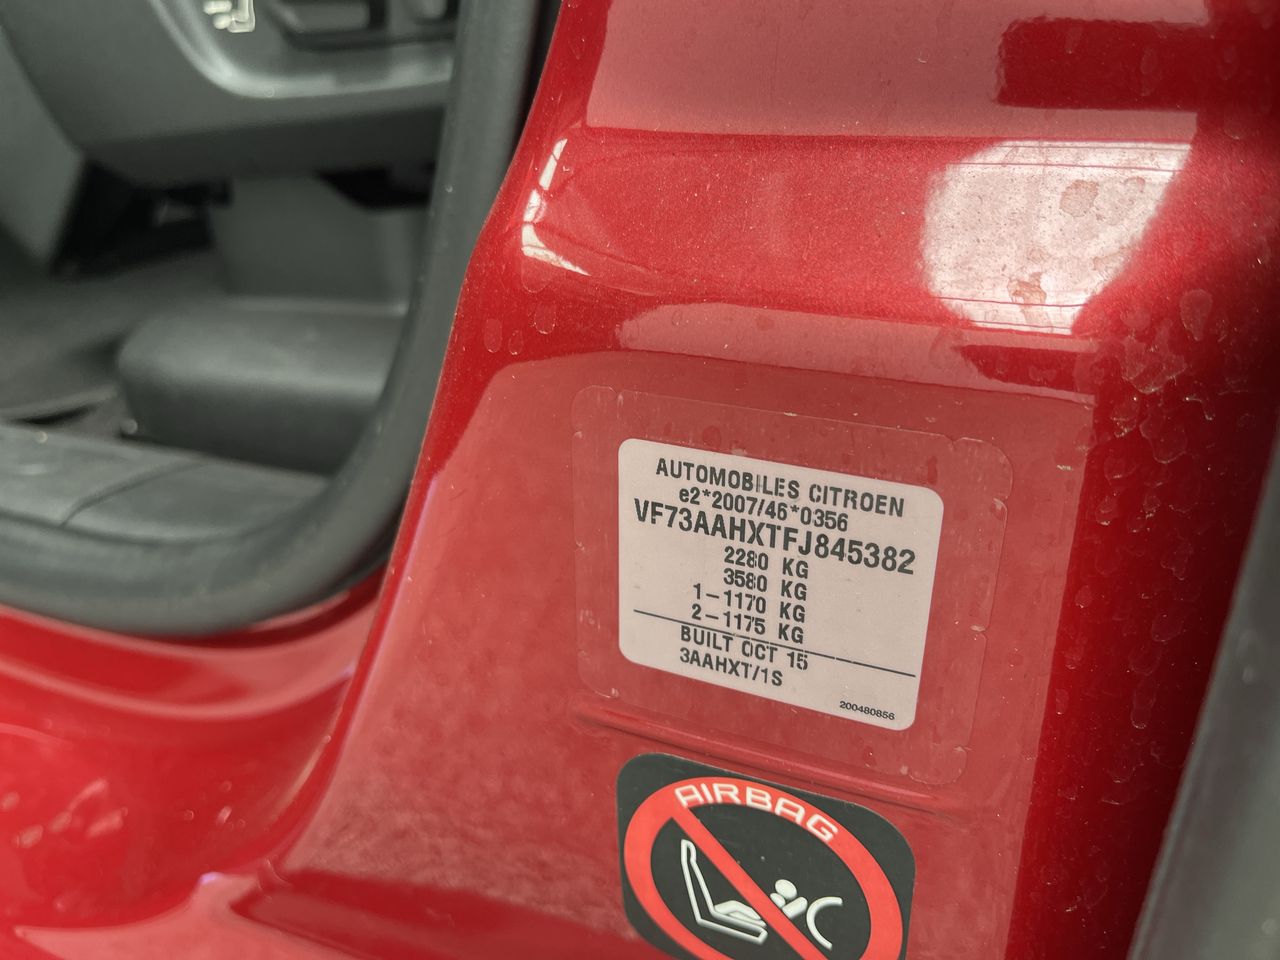 AUTOMOBILES CITROEN
e2*2007/46*0356
VF73AAHXTFJ845382
2280 KG
3580 KG
1-1170 KG
2-1175 KG
BUILT OCT 15
3AAHXT/1S
200480856
AIRBAG